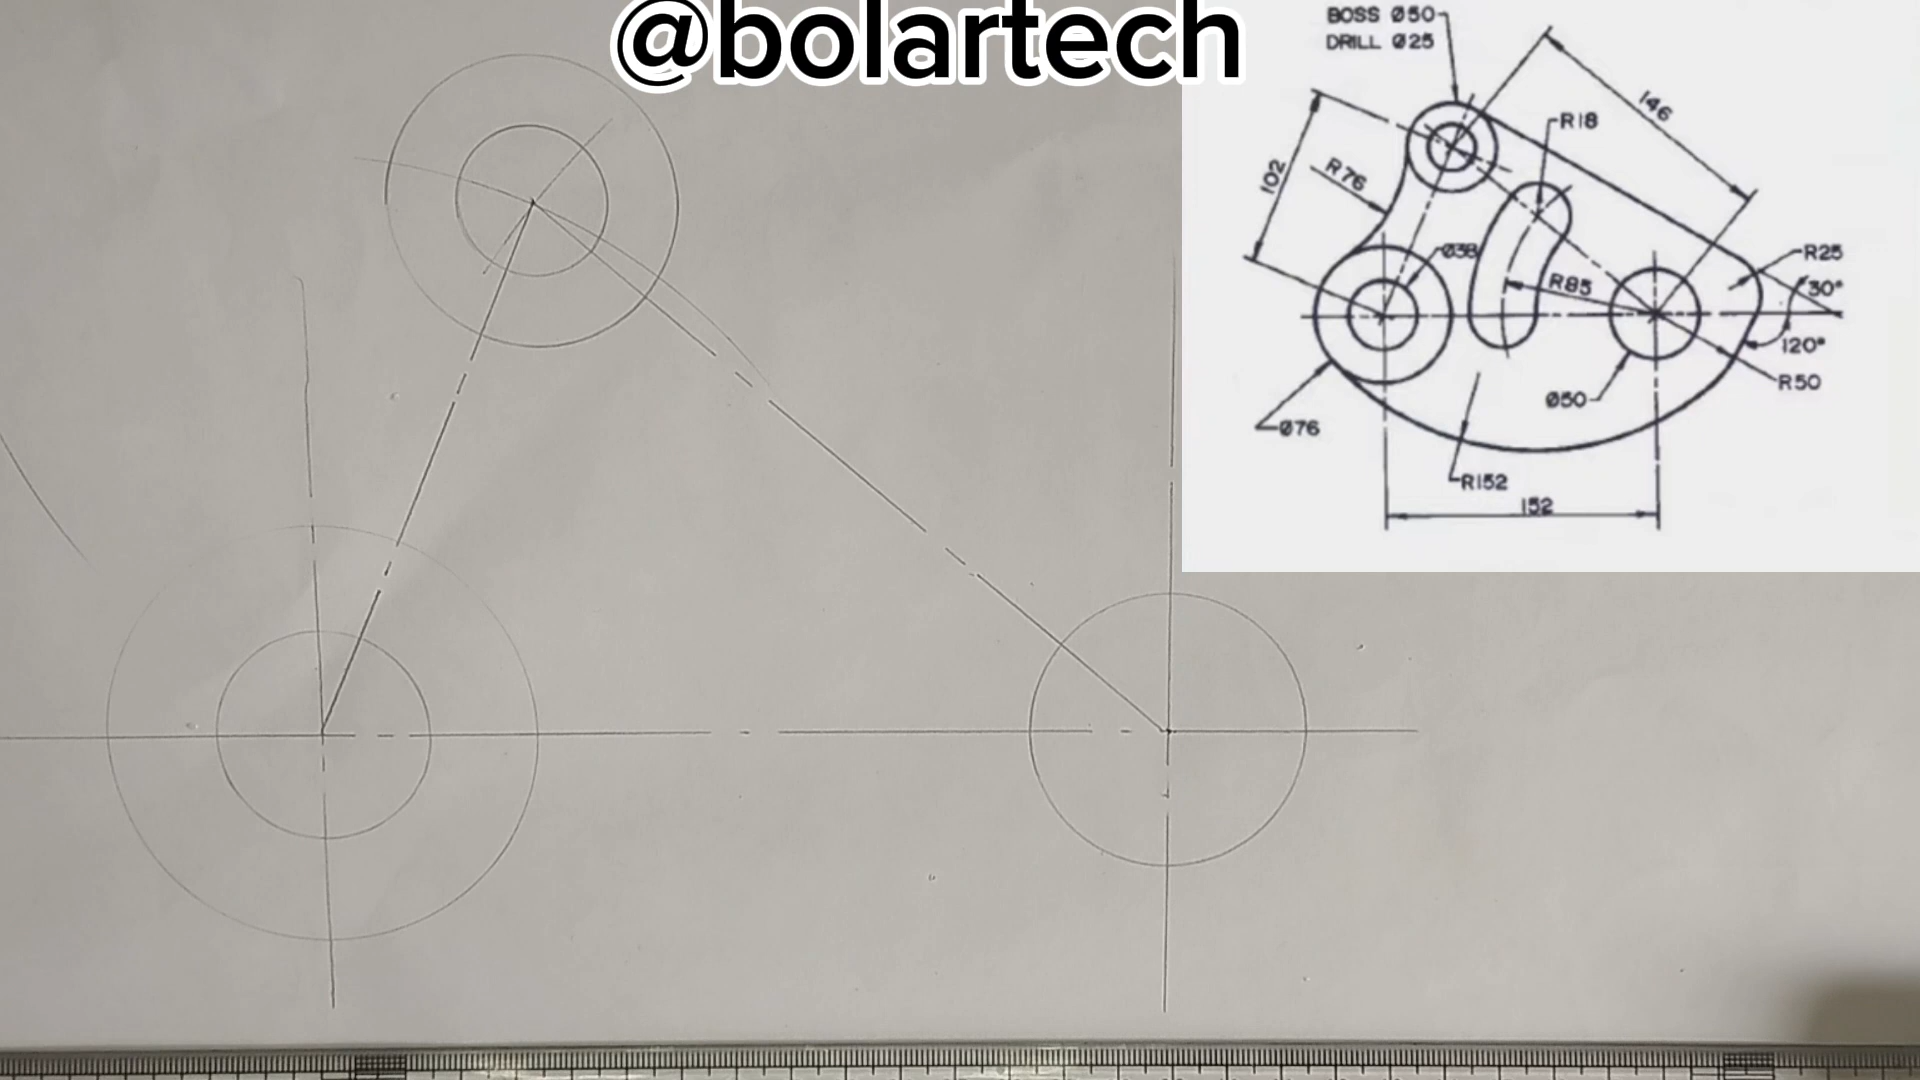 @bolartech
BOSS Ø50
DRILL Ø25
146
R18
102
R76
Ø38
R85
R25
30°
120°
R50
Ø50
Ø76
R152
152